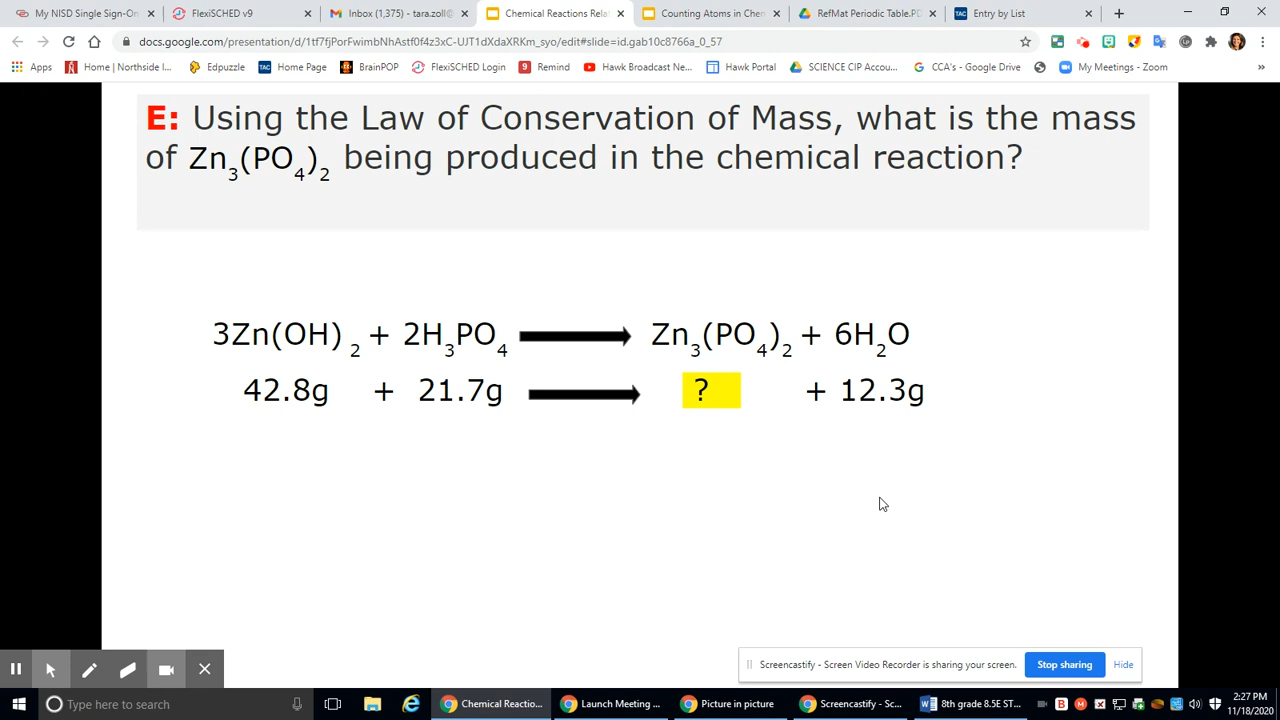 My NISD Single Sign-On
FlexiSCHED v9
Inbox (1,375) - tara.zoll@
Chemical Reactions Rela
Counting Atoms in Chem
RefMat Periodic Table.PD
Entry by List
docs.google.com/presentation/d/1tf7fjPorFwimbNhAstf0f4z3xC-UJT1dXdaXRKm_syo/edit#slide=id.gab10c8766a_0_57
Apps
Home | Northside I...
Edpuzzle
Home Page
BrainPOP
FlexiSCHED Login
Remind
Hawk Broadcast Ne...
Hawk Portal
SCIENCE CIP Accou...
CCA's - Google Drive
My Meetings - Zoom
E: Using the Law of Conservation of Mass, what is the mass
of Zn₃(PO₄)₂ being produced in the chemical reaction?
3Zn(OH) ₂ + 2H₃PO₄ Zn₃(PO₄)₂ + 6H₂O
42.8g + 21.7g ? + 12.3g
Screencastify - Screen Video Recorder is sharing your screen.
Stop sharing
Hide
Type here to search
Chemical Reactio...
Launch Meeting ...
Picture in picture
Screencastify - Sc...
8th grade 8.5E ST...
2:27 PM
11/18/2020